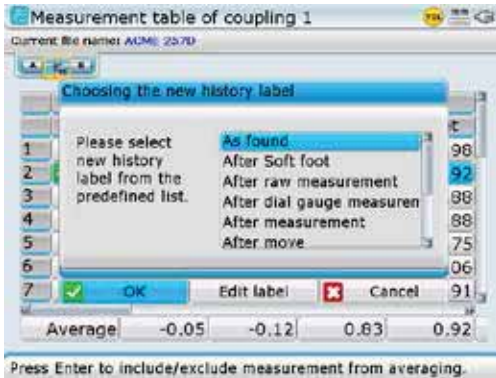 Measurement table of coupling 1
Current file name: ACME 257D
A B
Choosing the new history label
Please select
new history
label from the
predefined list.
As found
After Soft foot
After raw measurement
After dial gauge measuren
After measurement
After move
t
1 98
2 92
3 88
4 88
5 75
6 06
7 91
OK Edit label Cancel
Average -0.05 -0.12 0.83 0.92
Press Enter to include/exclude measurement from averaging.